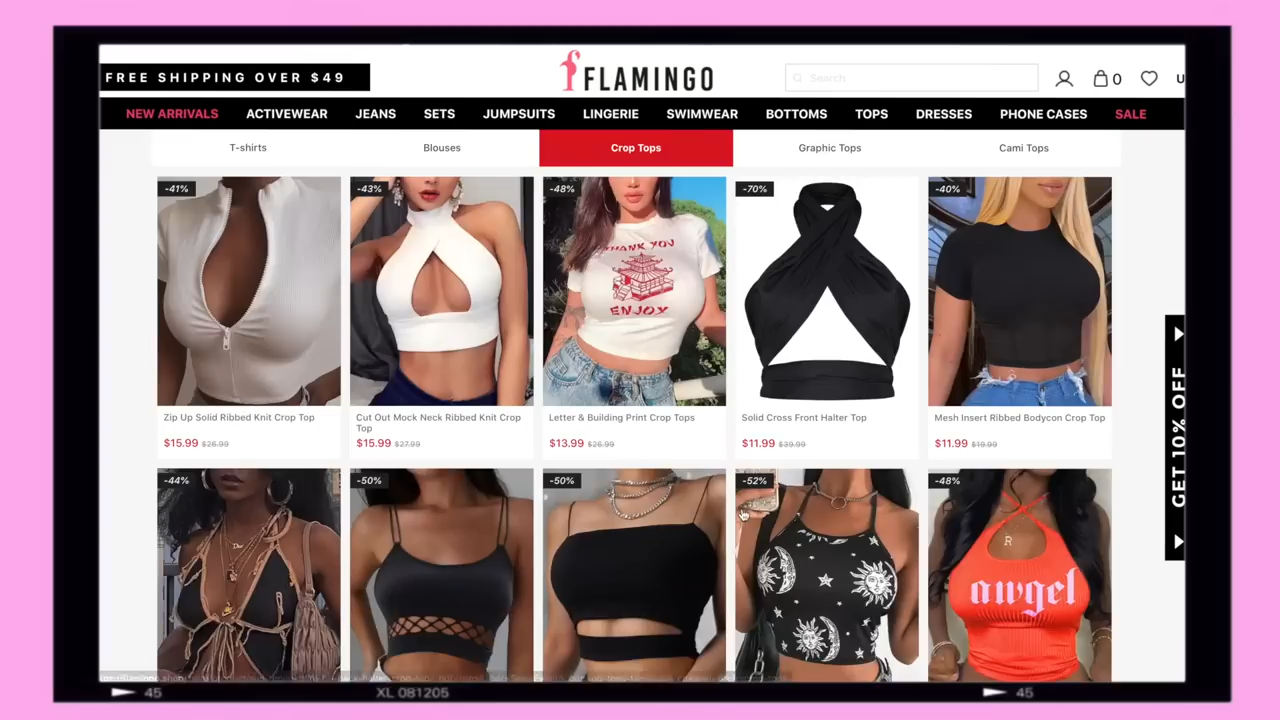 FREE SHIPPING OVER $49
f FLAMINGO
Search
0
U
NEW ARRIVALS ACTIVEWEAR JEANS SETS JUMPSUITS LINGERIE SWIMWEAR BOTTOMS TOPS DRESSES PHONE CASES SALE
T-shirts Blouses Crop Tops Graphic Tops Cami Tops
-41% -43% -48% -70% -40%
THANK YOU
ENJOY
Zip Up Solid Ribbed Knit Crop Top
$15.99 $26.99
Cut Out Mock Neck Ribbed Knit Crop
Top
$15.99 $27.99
Letter & Building Print Crop Tops
$13.99 $26.99
Solid Cross Front Halter Top
$11.99 $39.99
Mesh Insert Ribbed Bodycon Crop Top
$11.99 $19.99
GET 10% OFF
-44% -50% -50% -52% -48%
R
awgel
45 XL 081205 45